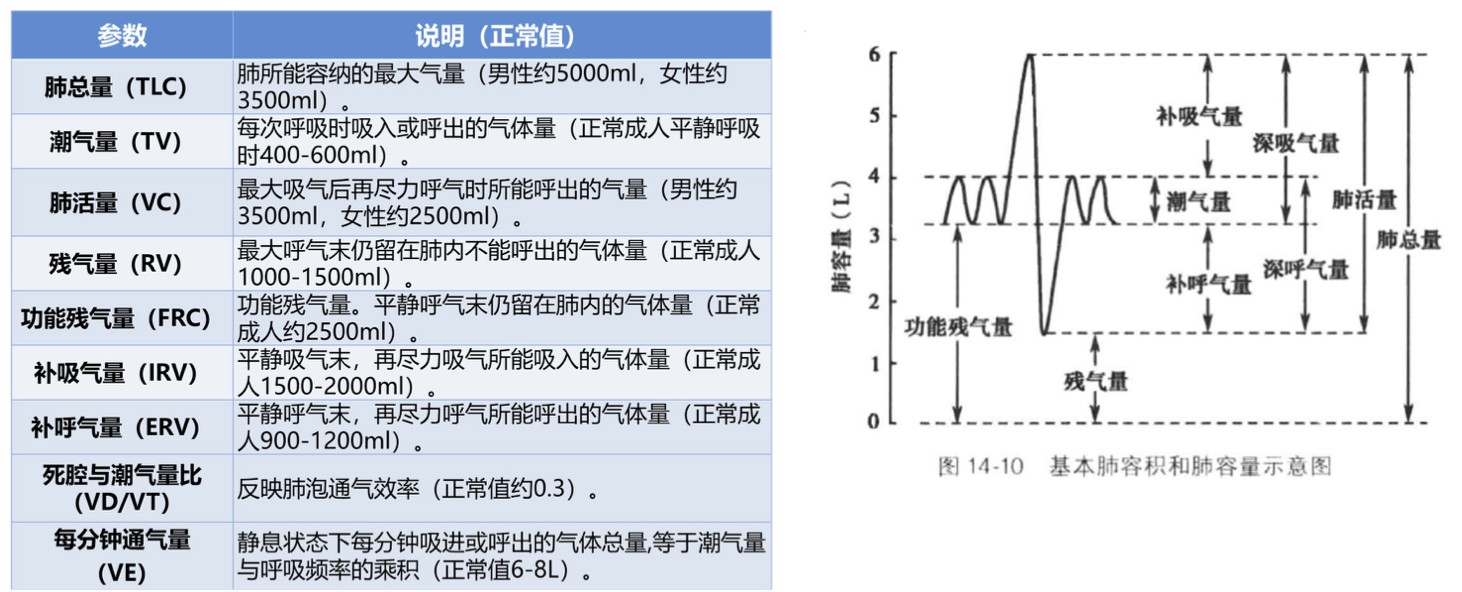 参数
说明（正常值）
肺总量（TLC）
肺所能容纳的最大气量（男性约5000ml，女性约
3500ml）。
潮气量（TV）
每次呼吸时吸入或呼出的气体量（正常成人平静呼吸
时400-600ml）。
肺活量（VC）
最大吸气后再尽力呼气时所能呼出的气量（男性约
3500ml，女性约2500ml）。
残气量（RV）
最大呼气末仍留在肺内不能呼出的气体量（正常成人
1000-1500ml）
功能残气量（FRC）
功能残气量。平静呼气末仍留在肺内的气体量（正常
成人约2500ml）。
补吸气量（IRV）
平静吸气末，再尽力吸气所能吸入的气体量（正常成
人1500-2000ml）。
补呼气量（ERV）
平静呼气末，再尽力呼气所能呼出的气体量（正常成
人900-1200ml）。
死腔与潮气量比
（VD/VT）
反映肺泡通气效率（正常值约0.3）。
每分钟通气量
（VE）
静息状态下每分钟吸进或呼出的气体总量,等于潮气量
与呼吸频率的乘积（正常值6-8L）。
肺容量（L）
6
5
4
3
2
1
0
补吸气量
深吸气量
潮气量
肺活量
肺总量
补呼气量
深呼气量
功能残气量
残气量
图 14-10 基本肺容积和肺容量示意图